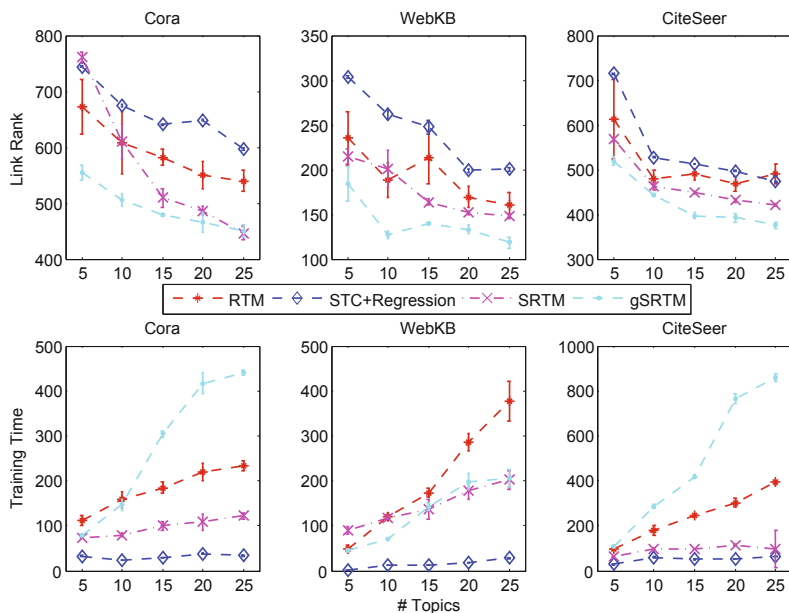 Cora WebKB CiteSeer
800 350 800
700 300 700
600 250 600
500 200 500
400 150 400
100 300
Link Rank
5 10 15 20 25 5 10 15 20 25 5 10 15 20 25
RTM STC+Regression SRTM gSRTM
Cora WebKB CiteSeer
500 500 1000
400 400 800
300 300 600
200 200 400
100 100 200
0 0 0
Training Time
5 10 15 20 25 5 10 15 20 25 5 10 15 20 25
# Topics